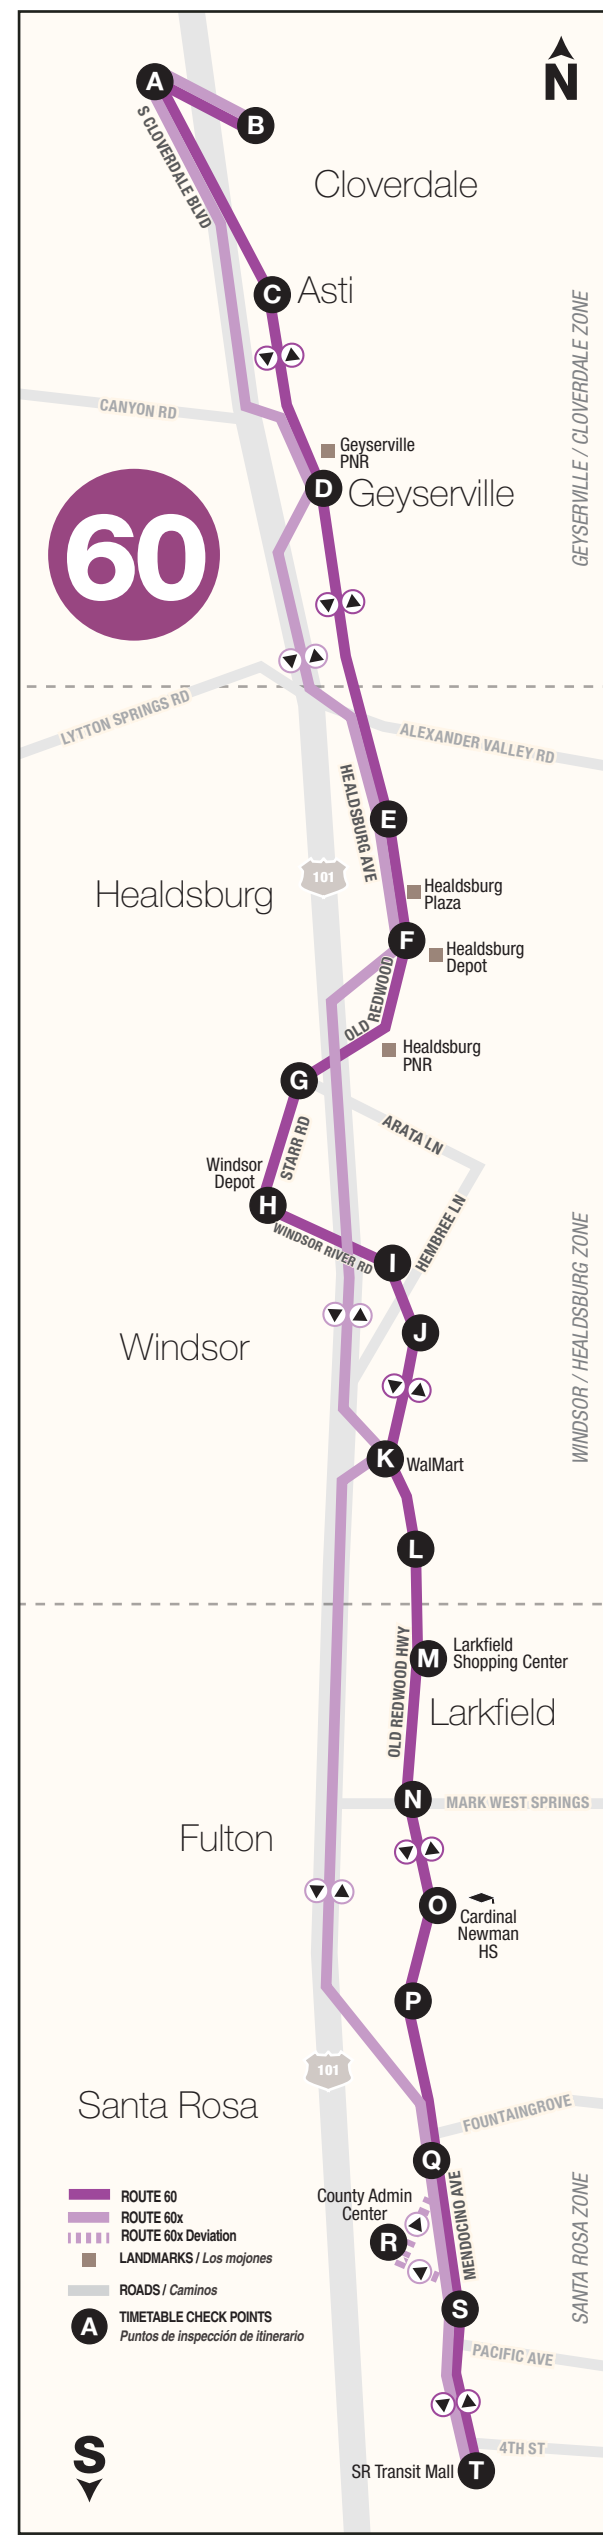 N
A
B
S CLOVERDALE BLVD
Cloverdale
C
Asti
GEYSERVILLE / CLOVERDALE ZONE
CANYON RD
Geyserville
PNR
D
Geyserville
60
LYTTON SPRINGS RD
ALEXANDER VALLEY RD
HEALDSBURG AVE
E
101
Healdsburg
Healdsburg
Plaza
F
Healdsburg
Depot
OLD REDWOOD
Healdsburg
PNR
G
ARATA LN
STARR RD
Windsor
Depot
H
HEMBREE LN
WINDSOR RIVER RD
I
WINDSOR / HEALDSBURG ZONE
Windsor
J
K
WalMart
L
OLD REDWOOD HWY
M
Larkfield
Shopping Center
Larkfield
N
MARK WEST SPRINGS
Fulton
O
Cardinal
Newman
HS
P
101
Santa Rosa
FOUNTAINGROVE
Q
MENDOCINO AVE
SANTA ROSA ZONE
County Admin
Center
R
ROUTE 60
ROUTE 60x
ROUTE 60x Deviation
LANDMARKS / Los mojones
ROADS / Caminos
A
TIMETABLE CHECK POINTS
Puntos de inspección de itinerario
S
PACIFIC AVE
4TH ST
SR Transit Mall
T
S